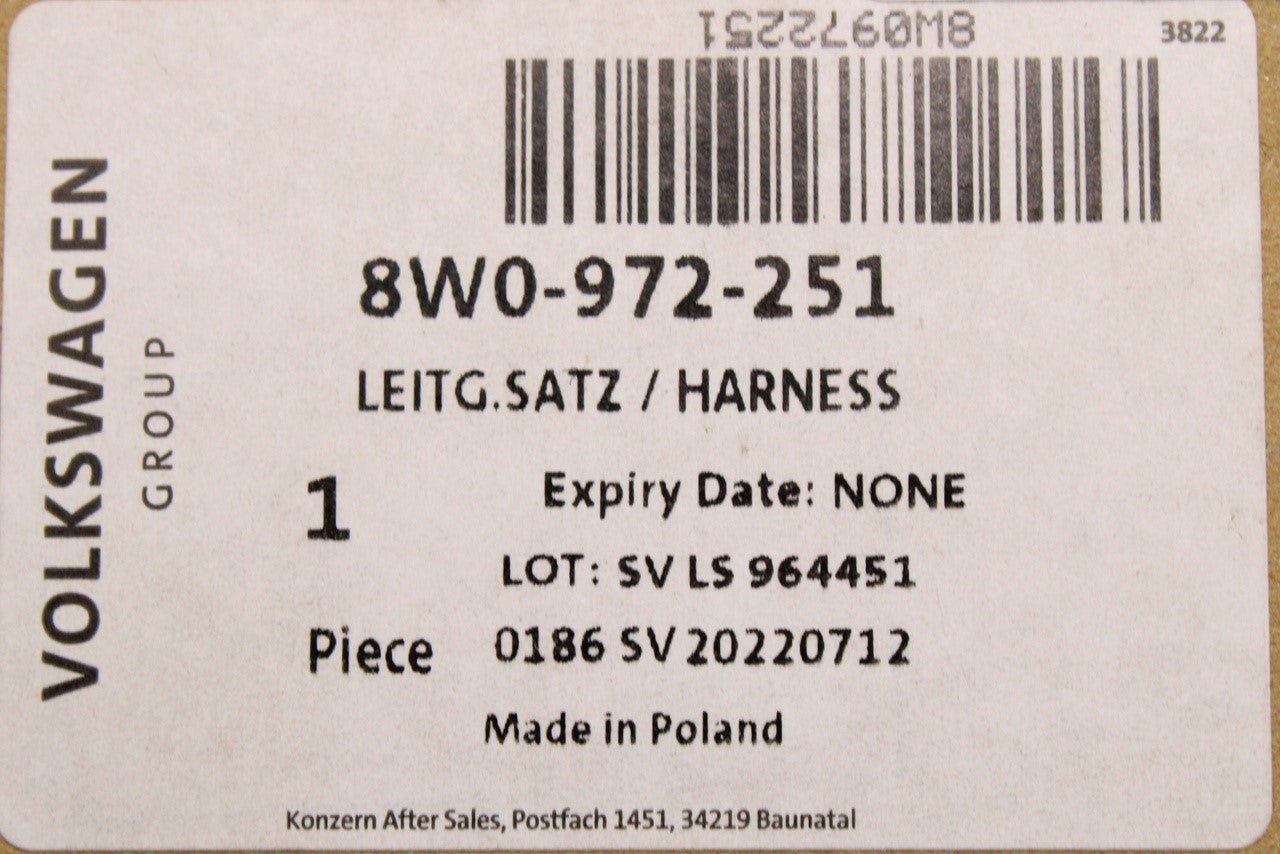 8W0972251
3822
VOLKSWAGEN
GROUP
8W0-972-251
LEITG.SATZ / HARNESS
1
Expiry Date: NONE
LOT: SV LS 964451
Piece
0186 SV 20220712
Made in Poland
Konzern After Sales, Postfach 1451, 34219 Baunatal